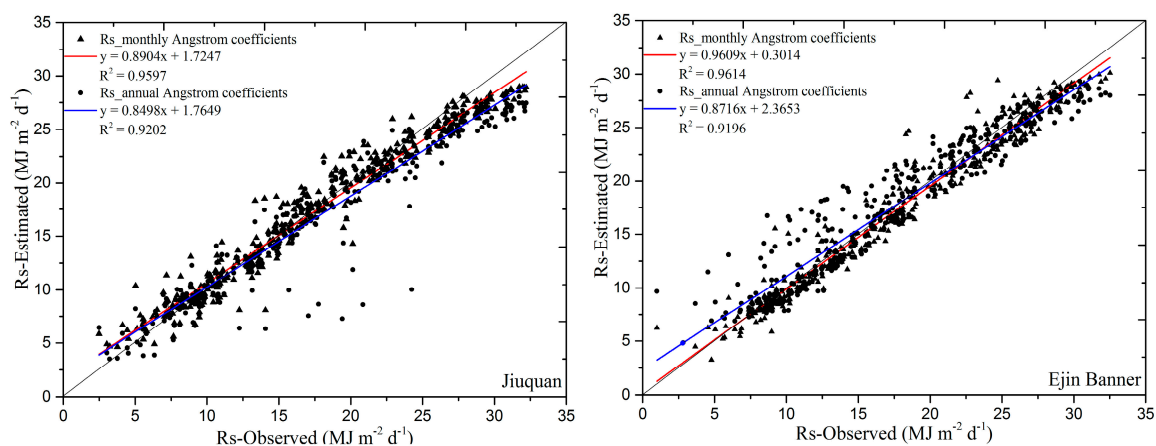 35
30
25
20
15
10
5
0
Rs-Estimated (MJ m-2 d-1)
Rs_monthly Angstrom coefficients
y = 0.8904x + 1.7247
R2 = 0.9597
Rs_annual Angstrom coefficients
y = 0.8498x + 1.7649
R2 = 0.9202
Jiuquan
0 5 10 15 20 25 30 35
Rs-Observed (MJ m-2 d-1)
35
30
25
20
15
10
5
0
Rs-Estimated (MJ m-2 d-1)
Rs_monthly Angstrom coefficients
y = 0.9609x + 0.3014
R2 = 0.9614
Rs_annual Angstrom coefficients
y = 0.8716x + 2.3653
R2 = 0.9196
Ejin Banner
0 5 10 15 20 25 30 35
Rs-Observed (MJ m-2 d-1)